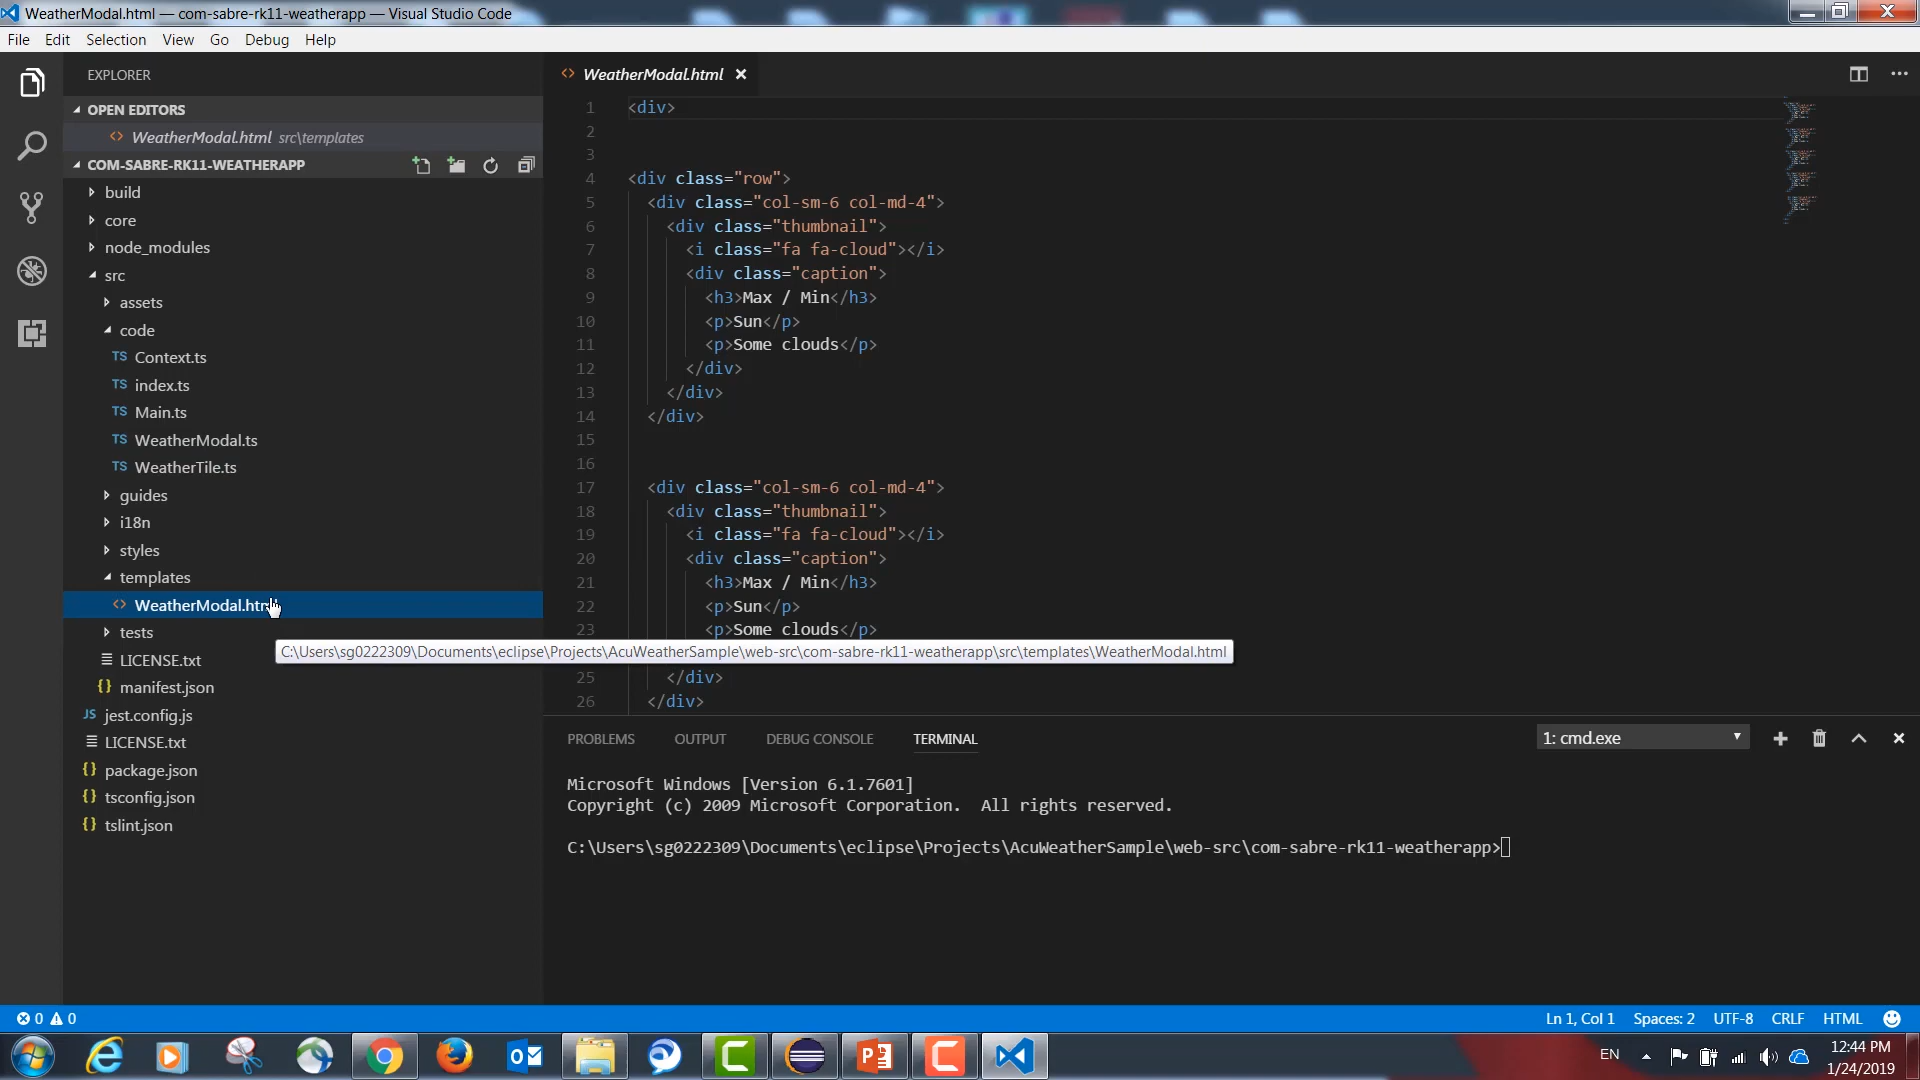 WeatherModal.html — com-sabre-rk11-weatherapp — Visual Studio Code
File Edit Selection View Go Debug Help
EXPLORER
OPEN EDITORS
WeatherModal.html src\templates
COM-SABRE-RK11-WEATHERAPP
build
core
node_modules
src
assets
code
TS Context.ts
TS index.ts
TS Main.ts
TS WeatherModal.ts
TS WeatherTile.ts
guides
i18n
styles
templates
<> WeatherModal.html
tests
LICENSE.txt
{} manifest.json
JS jest.config.js
LICENSE.txt
{} package.json
{} tsconfig.json
{} tslint.json
<> WeatherModal.html
1 <div>
2
3
4 <div class="row">
5 <div class="col-sm-6 col-md-4">
6 <div class="thumbnail">
7 <i class="fa fa-cloud"></i>
8 <div class="caption">
9 <h3>Max / Min</h3>
10 <p>Sun</p>
11 <p>Some clouds</p>
12 </div>
13 </div>
14 </div>
15
16
17 <div class="col-sm-6 col-md-4">
18 <div class="thumbnail">
19 <i class="fa fa-cloud"></i>
20 <div class="caption">
21 <h3>Max / Min</h3>
22 <p>Sun</p>
23 <p>Some clouds</p>
C:\Users\sg0222309\Documents\eclipse\Projects\AcuWeatherSample\web-src\com-sabre-rk11-weatherapp\src\templates\WeatherModal.html
25 </div>
26 </div>
PROBLEMS OUTPUT DEBUG CONSOLE TERMINAL
1: cmd.exe
Microsoft Windows [Version 6.1.7601]
Copyright (c) 2009 Microsoft Corporation. All rights reserved.
C:\Users\sg0222309\Documents\eclipse\Projects\AcuWeatherSample\web-src\com-sabre-rk11-weatherapp>
0 0
Ln 1, Col 1 Spaces: 2 UTF-8 CRLF HTML
EN
12:44 PM
1/24/2019